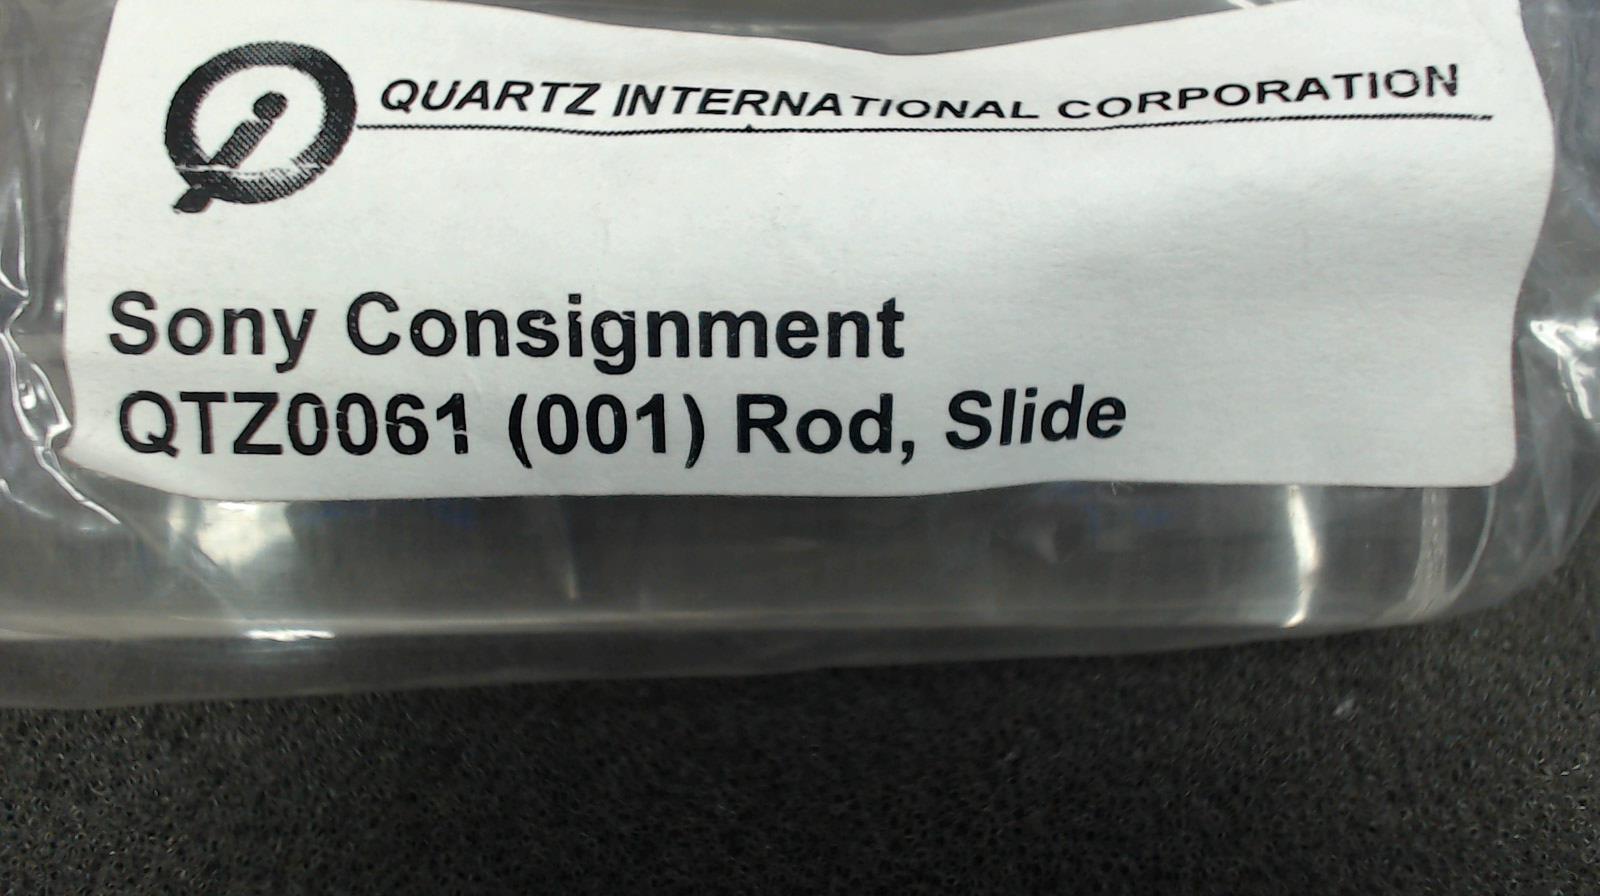 QUARTZ INTERNATIONAL CORPORATION
Sony Consignment
QTZ0061 (001) Rod, Slide